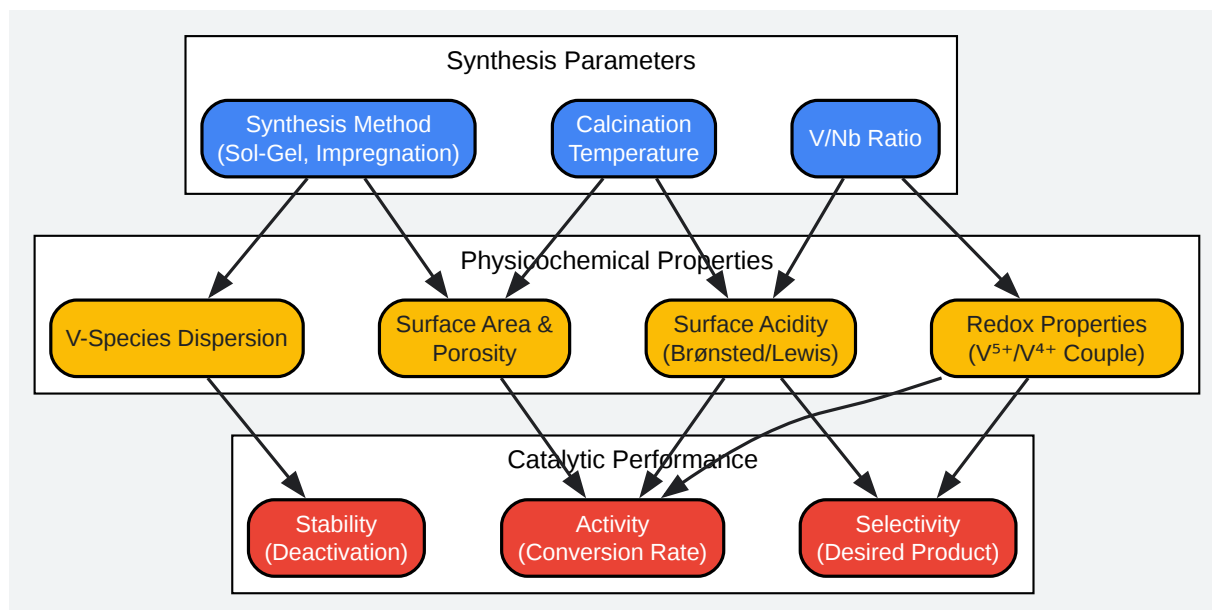 Synthesis Parameters
Synthesis Method
(Sol-Gel, Impregnation)
Calcination
Temperature
V/Nb Ratio
Physicochemical Properties
V-Species Dispersion
Surface Area &
Porosity
Surface Acidity
(Brønsted/Lewis)
Redox Properties
(V⁵⁺/V⁴⁺ Couple)
Catalytic Performance
Stability
(Deactivation)
Activity
(Conversion Rate)
Selectivity
(Desired Product)